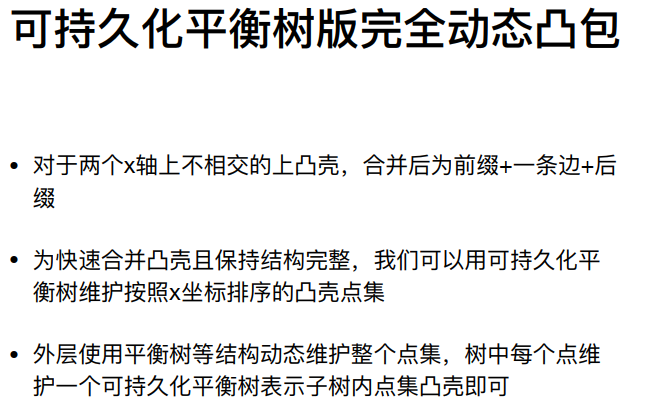 可持久化平衡树版完全动态凸包
• 对于两个x轴上不相交的上凸壳，合并后为前缀+一条边+后
缀
• 为快速合并凸壳且保持结构完整，我们可以用可持久化平
衡树维护按照x坐标排序的凸壳点集
• 外层使用平衡树等结构动态维护整个点集，树中每个点维
护一个可持久化平衡树表示子树内点集凸壳即可